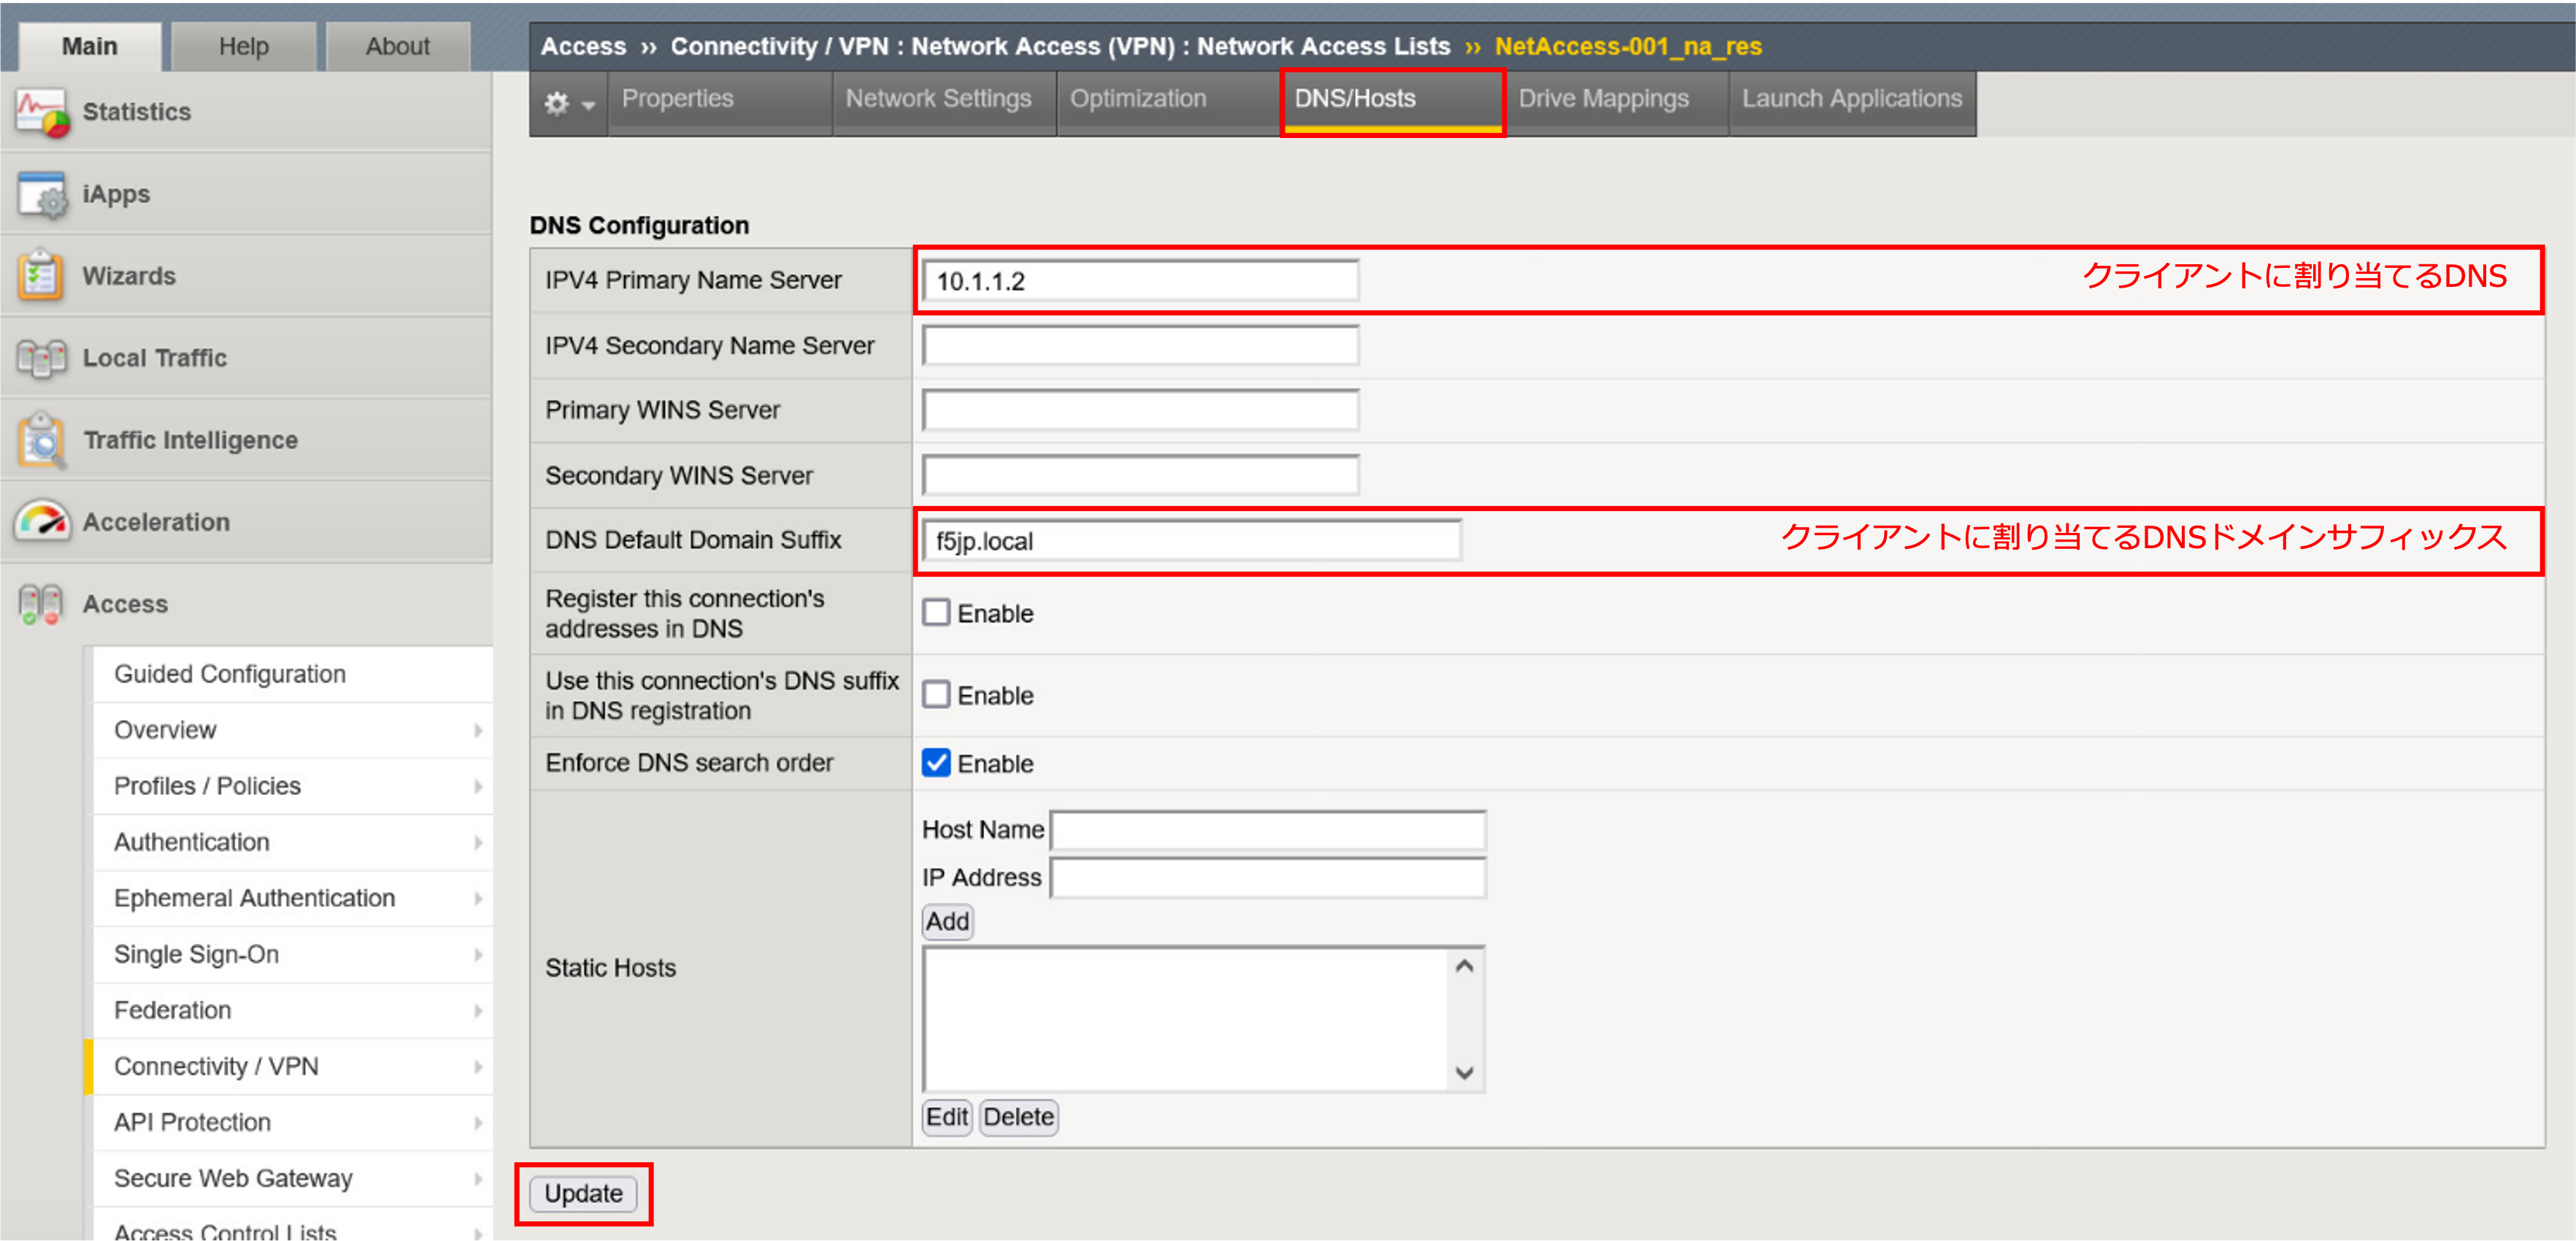 Main
Help
About
Access ›› Connectivity / VPN : Network Access (VPN) : Network Access Lists ›› NetAccess-001_na_res
Properties
Network Settings
Optimization
DNS/Hosts
Drive Mappings
Launch Applications
Statistics
iApps
Wizards
Local Traffic
Traffic Intelligence
Acceleration
Access
Guided Configuration
Overview
Profiles / Policies
Authentication
Ephemeral Authentication
Single Sign-On
Federation
Connectivity / VPN
API Protection
Secure Web Gateway
Access Control Lists
DNS Configuration
IPV4 Primary Name Server
10.1.1.2
クライアントに割り当てるDNS
IPV4 Secondary Name Server
Primary WINS Server
Secondary WINS Server
DNS Default Domain Suffix
f5jp.local
クライアントに割り当てるDNSドメインサフィックス
Register this connection's
addresses in DNS
Enable
Use this connection's DNS suffix
in DNS registration
Enable
Enforce DNS search order
Enable
Static Hosts
Host Name
IP Address
Add
Edit
Delete
Update